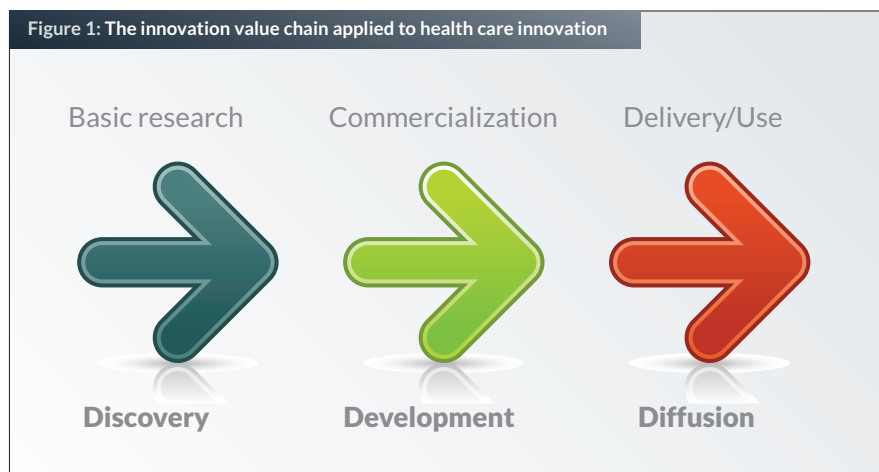 Figure 1: The innovation value chain applied to health care innovation
Basic research Commercialization Delivery/Use
Discovery Development Diffusion